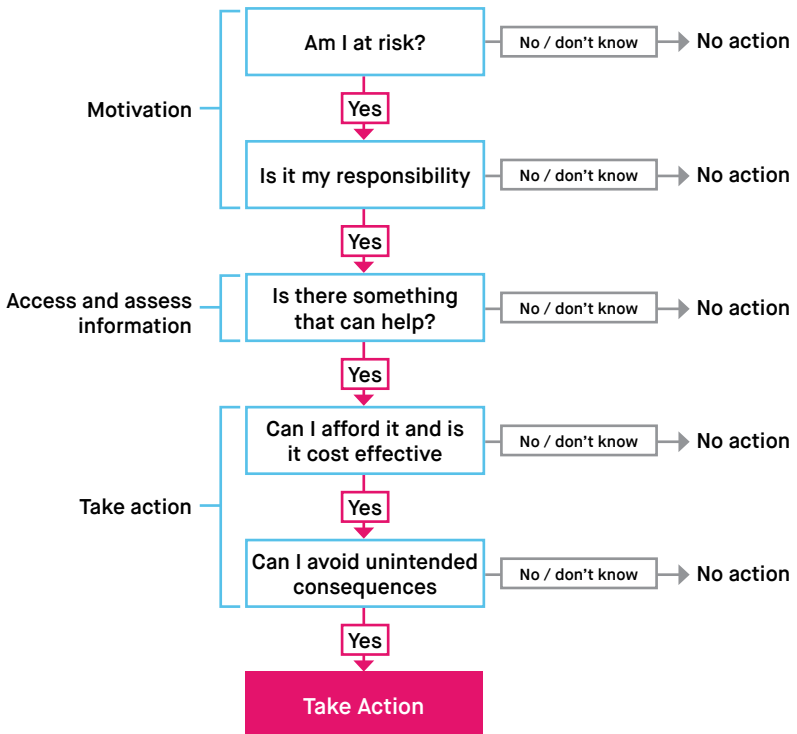 Am I at risk?
No / don't know
No action
Yes
Motivation
Is it my responsibility
No / don't know
No action
Yes
Access and assess
information
Is there something
that can help?
No / don't know
No action
Yes
Can I afford it and is
it cost effective
No / don't know
No action
Take action
Yes
Can I avoid unintended
consequences
No / don't know
No action
Yes
Take Action